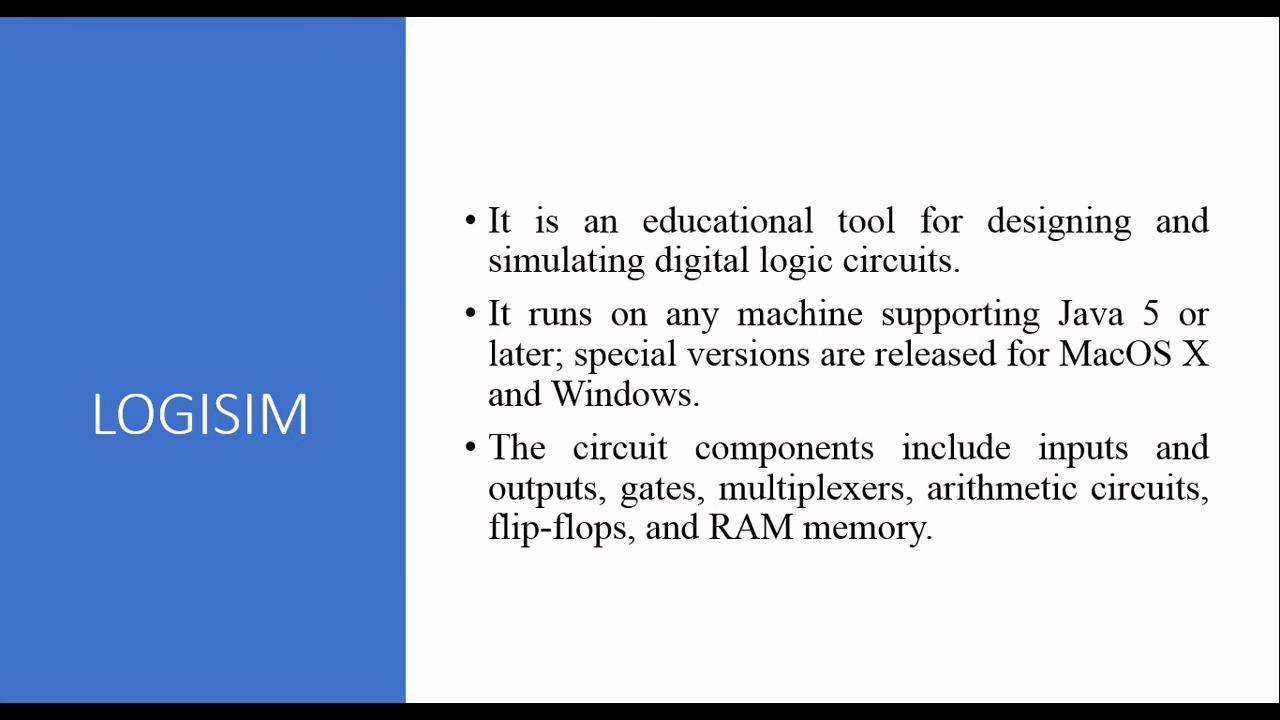 LOGISIM
• It is an educational tool for designing and
simulating digital logic circuits.
• It runs on any machine supporting Java 5 or
later; special versions are released for MacOS X
and Windows.
• The circuit components include inputs and
outputs, gates, multiplexers, arithmetic circuits,
flip-flops, and RAM memory.